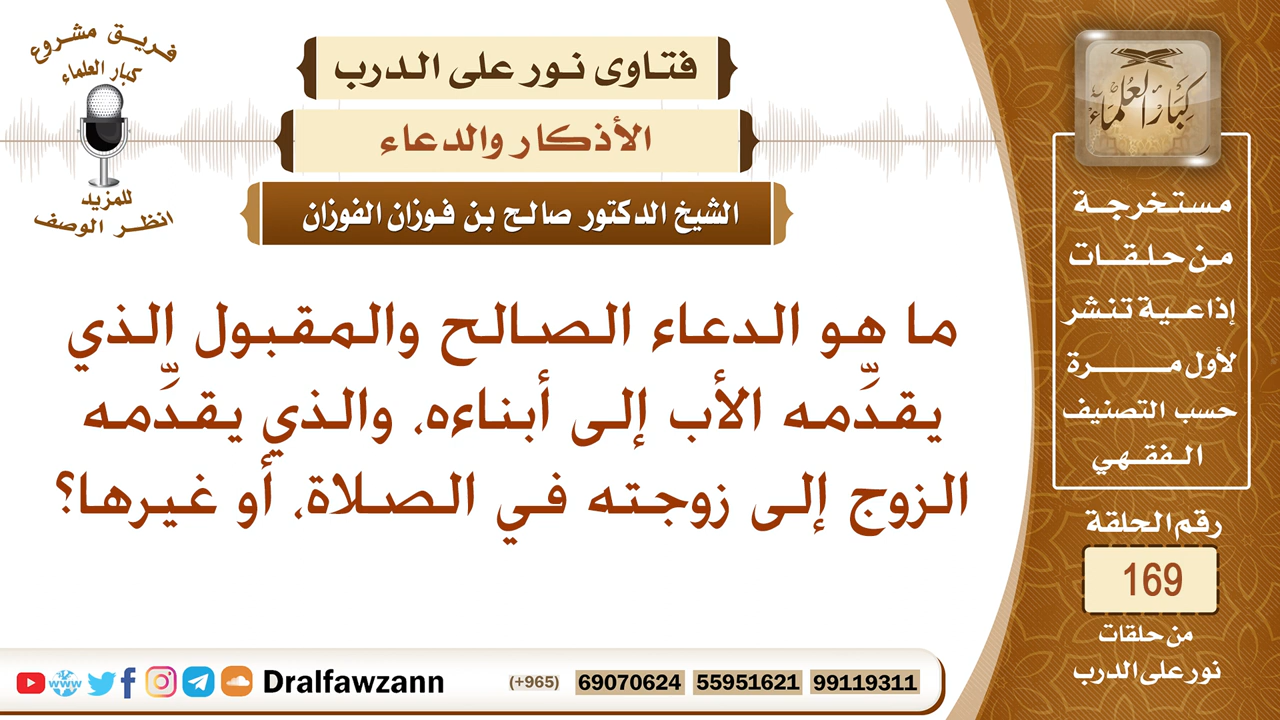 فريق مشروع
كبار العلماء
للمزيد
انظر الوصف
فتاوى نور على الدرب
الأذكار والدعاء
الشيخ الدكتور صالح بن فوزان الفوزان
ما هو الدعاء الصالح والمقبول الذي
يقدِّمه الأب إلى أبناءه، والذي يقدِّمه
الزوج إلى زوجته في الصلاة، أو غيرها؟
كبار العلماء
مستخرجة
من حلقات
إذاعية تنشر
لأول مرة
حسب التصنيف
الفقهي
رقم الحلقة
169
من حلقات
نور على الدرب
www
Dralfawzann
(+965) 69070624 55951621 99119311